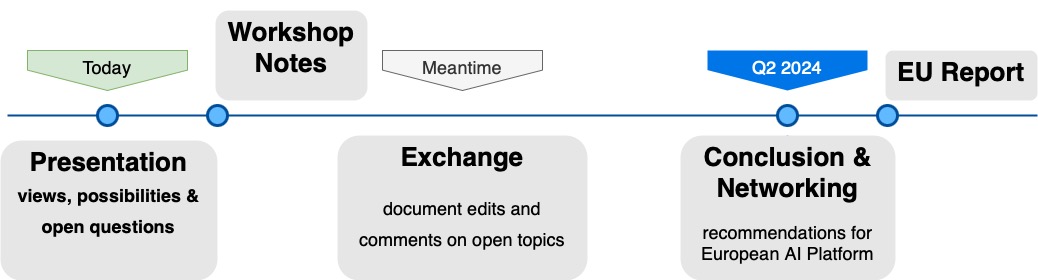 Workshop
Notes
Today
Meantime
Q2 2024
EU Report
Presentation
views, possibilities &
open questions
Exchange
document edits and
comments on open topics
Conclusion &
Networking
recommendations for
European AI Platform